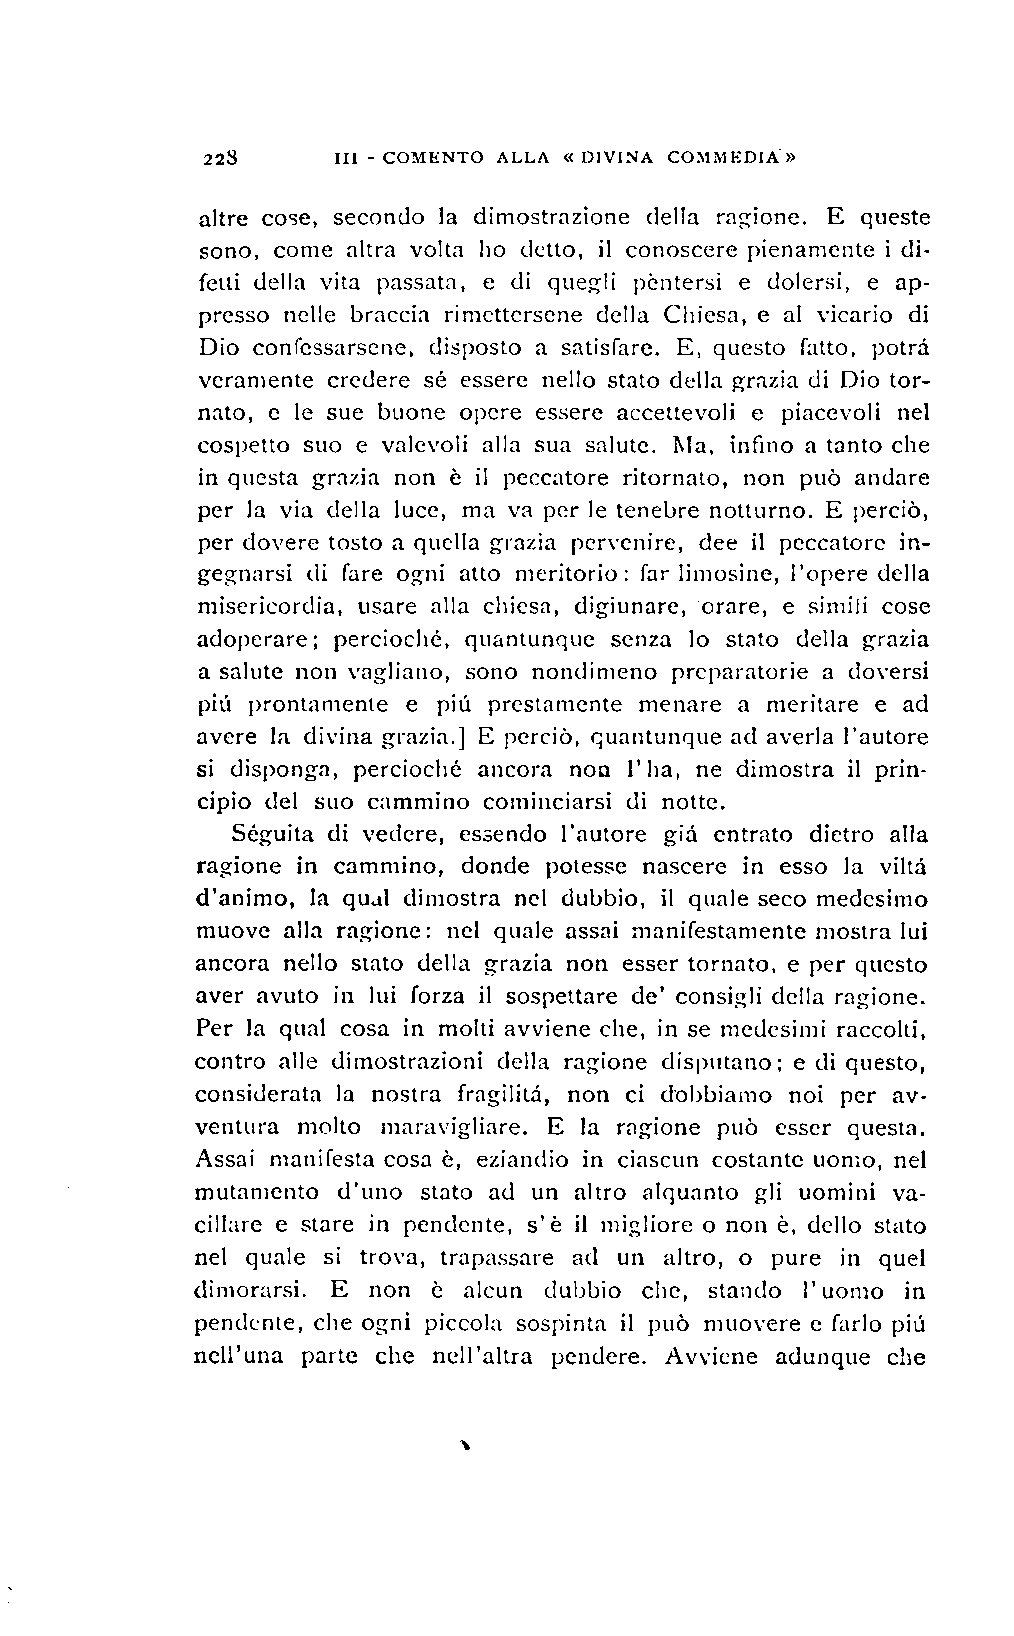 228 III - COMENTO ALLA « DIVINA COMMEDIA »
altre cose, secondo la dimostrazione della ragione. E queste
sono, come altra volta ho detto, il conoscere pienamente i di-
fetti della vita passata, e di quegli pèntersi e dolersi, e ap-
presso nelle braccia rimettersene della Chiesa, e al vicario di
Dio confessarsene, disposto a satisfare. E, questo fatto, potrá
veramente credere sé essere nello stato della grazia di Dio tor-
nato, e le sue buone opere essere accettevoli e piacevoli nel
cospetto suo e valevoli alla sua salute. Ma, infino a tanto che
in questa grazia non è il peccatore ritornato, non può andare
per la via della luce, ma va per le tenebre notturno. E perciò,
per dovere tosto a quella grazia pervenire, dee il peccatore in-
gegnarsi di fare ogni atto meritorio: far limosine, l'opere della
misericordia, usare alla chiesa, digiunare, orare, e simili cose
adoperare; percioché, quantunque senza lo stato della grazia
a salute non vagliano, sono nondimeno preparatorie a doversi
piú prontamente e piú prestamente menare a meritare e ad
avere la divina grazia.] E perciò, quantunque ad averla l'autore
si disponga, percioché ancora non l'ha, ne dimostra il prin-
cipio del suo cammino cominciarsi di notte.
Séguita di vedere, essendo l'autore giá entrato dietro alla
ragione in cammino, donde potesse nascere in esso la viltá
d'animo, la qual dimostra nel dubbio, il quale seco medesimo
muove alla ragione: nel quale assai manifestamente mostra lui
ancora nello stato della grazia non esser tornato, e per questo
aver avuto in lui forza il sospettare de' consigli della ragione.
Per la qual cosa in molti avviene che, in se medesimi raccolti,
contro alle dimostrazioni della ragione disputano; e di questo,
considerata la nostra fragilitá, non ci dobbiamo noi per av-
ventura molto maravigliare. E la ragione può esser questa.
Assai manifesta cosa è, eziandio in ciascun costante uomo, nel
mutamento d'uno stato ad un altro alquanto gli uomini va-
cillare e stare in pendente, s'è il migliore o non è, dello stato
nel quale si trova, trapassare ad un altro, o pure in quel
dimorarsi. E non è alcun dubbio che, stando l'uomo in
pendente, che ogni piccola sospinta il può muovere e farlo piú
nell'una parte che nell'altra pendere. Avviene adunque che